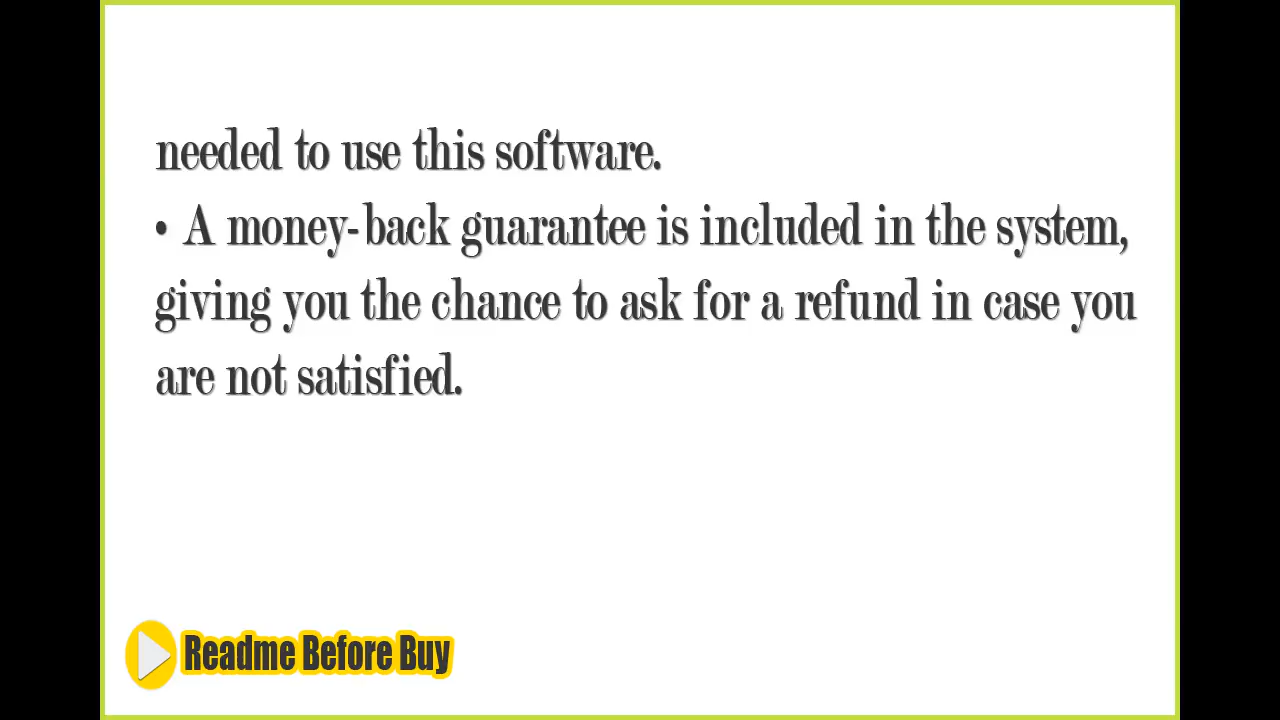 needed to use this software.
• A money-back guarantee is included in the system,
giving you the chance to ask for a refund in case you
are not satisfied.
Readme Before Buy